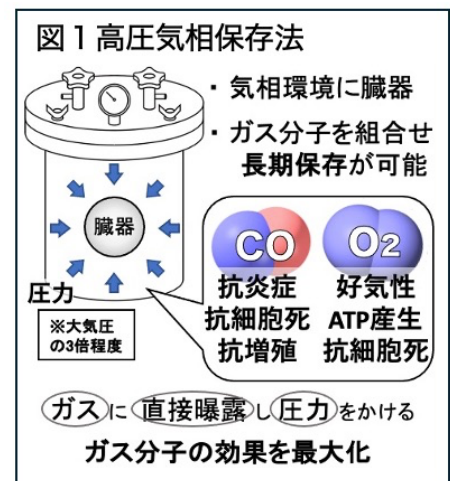 図1高圧気相保存法
・気相環境に臓器
・ガス分子を組合せ
長期保存が可能
臓器
圧力
※大気圧
の3倍程度
CO
抗炎症
抗細胞死
抗増殖
O2
好気性
ATP産生
抗細胞死
ガスに直接曝露し圧力をかける
ガス分子の効果を最大化